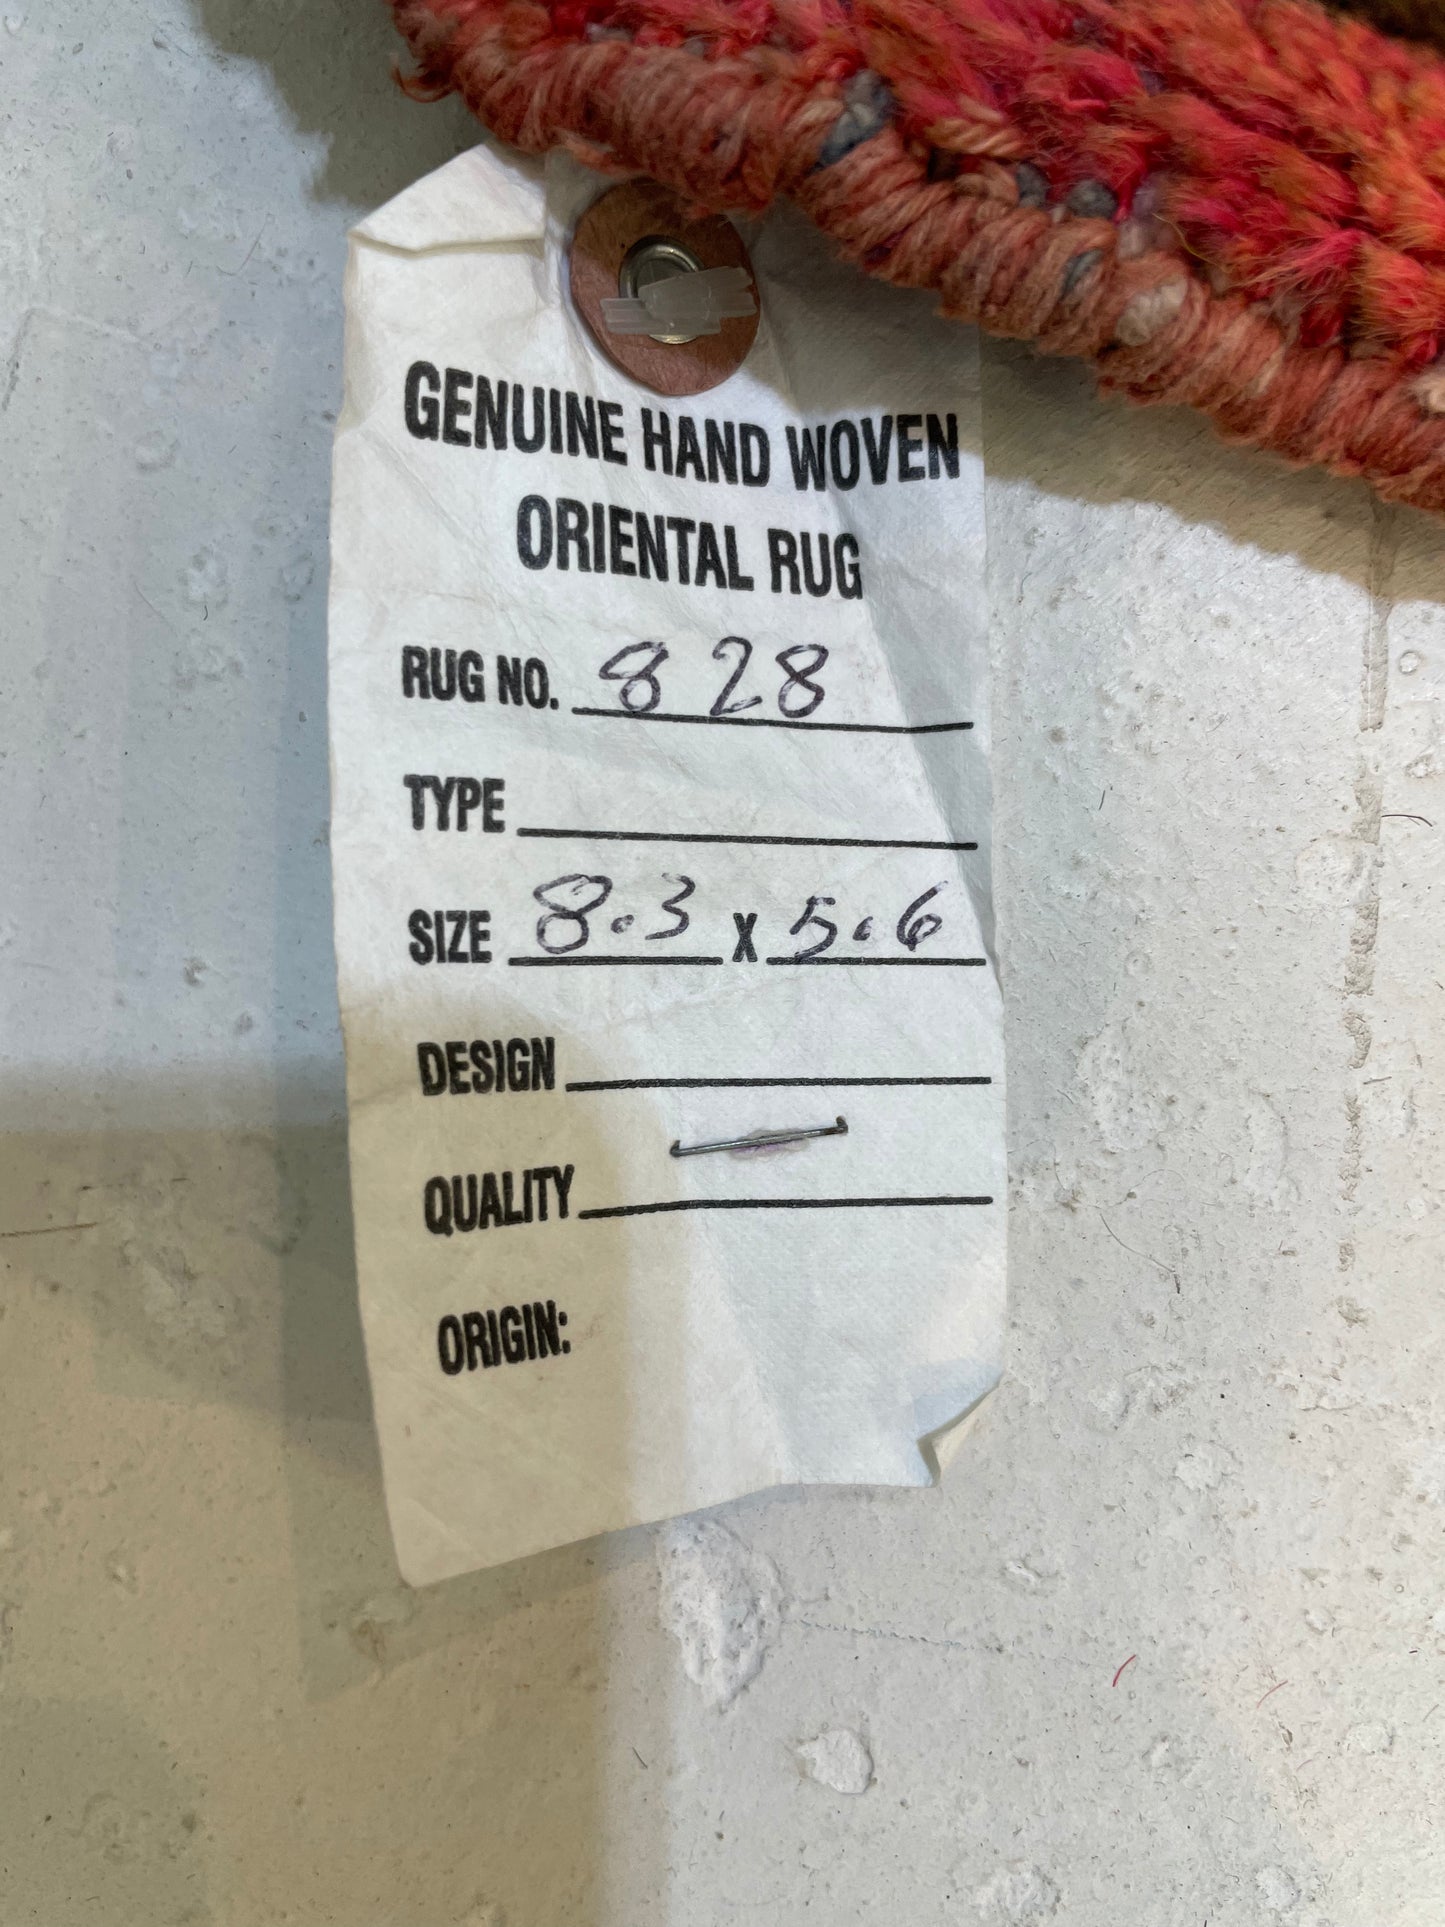 GENUINE HAND WOVEN
ORIENTAL RUG
RUG NO. 828
TYPE
SIZE 8.3 X 5.6
DESIGN
QUALITY
ORIGIN: